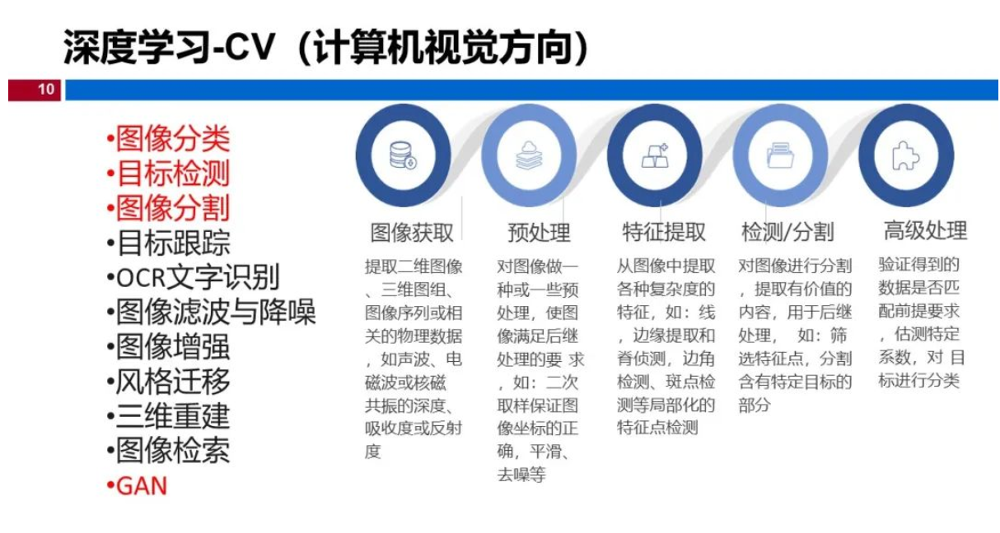 深度学习-CV（计算机视觉方向）
10
•图像分类
•目标检测
•图像分割
•目标跟踪
•OCR文字识别
•图像滤波与降噪
•图像增强
•风格迁移
•三维重建
•图像检索
•GAN
图像获取
提取二维图像
、三维图组、
图像序列或相
关的物理数据
，如声波、电
磁波或核磁
共振的深度、
吸收度或反射
度
预处理
对图像做一
种或一些预
处理，使图
像满足后继
处理的要 求
，如：二次
取样保证图
像坐标的正
确，平滑、
去噪等
特征提取
从图像中提取
各种复杂度的
特征，如：线
，边缘提取和
脊侦测，边角
检测、斑点检
测等局部化的
特征点检测
检测/分割
对图像进行分割
，提取有价值的
内容，用于后继
处理， 如：筛
选特征点，分割
含有特定目标的
部分
高级处理
验证得到的
数据是否匹
配前提要求
，估测特定
系数，对 目
标进行分类